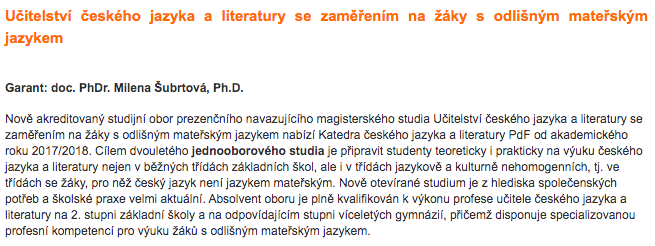 Učitelství českého jazyka a literatury se zaměřením na žáky s odlišným mateřským
jazykem
Garant: doc. PhDr. Milena Šubrtová, Ph.D.
Nově akreditovaný studijní obor prezenčního navazujícího magisterského studia Učitelství českého jazyka a literatury se
zaměřením na žáky s odlišným mateřským jazykem nabízí Katedra českého jazyka a literatury PdF od akademického
roku 2017/2018. Cílem dvouletého jednooborového studia je připravit studenty teoreticky i prakticky na výuku českého
jazyka a literatury nejen v běžných třídách základních škol, ale i v třídách jazykově a kulturně nehomogenních, tj. ve
třídách se žáky, pro něž český jazyk není jazykem mateřským. Nově otevírané studium je z hlediska společenských
potřeb a školské praxe velmi aktuální. Absolvent oboru je plně kvalifikován k výkonu profese učitele českého jazyka a
literatury na 2. stupni základní školy a na odpovídajícím stupni víceletých gymnázií, přičemž disponuje specializovanou
profesní kompetencí pro výuku žáků s odlišným mateřským jazykem.